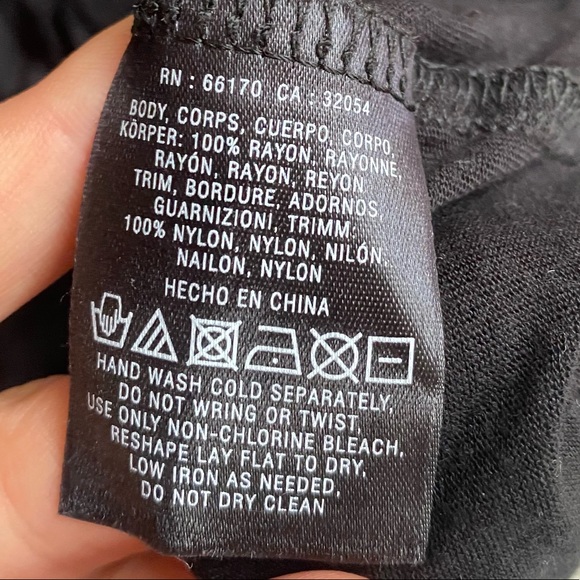 RN : 66170 CA : 32054
BODY, CORPS, CUERPO, CORPO,
KÖRPER: 100% RAYON, RAYONNE,
RAYÓN, RAYON, REYON
TRIM, BORDURE, ADORNOS,
GUARNIZIONI, TRIMM:
100% NYLON, NYLON, NILÓN,
NAILON, NYLON
HECHO EN CHINA
HAND WASH COLD SEPARATELY,
DO NOT WRING OR TWIST,
USE ONLY NON-CHLORINE BLEACH,
RESHAPE LAY FLAT TO DRY,
LOW IRON AS NEEDED,
DO NOT DRY CLEAN